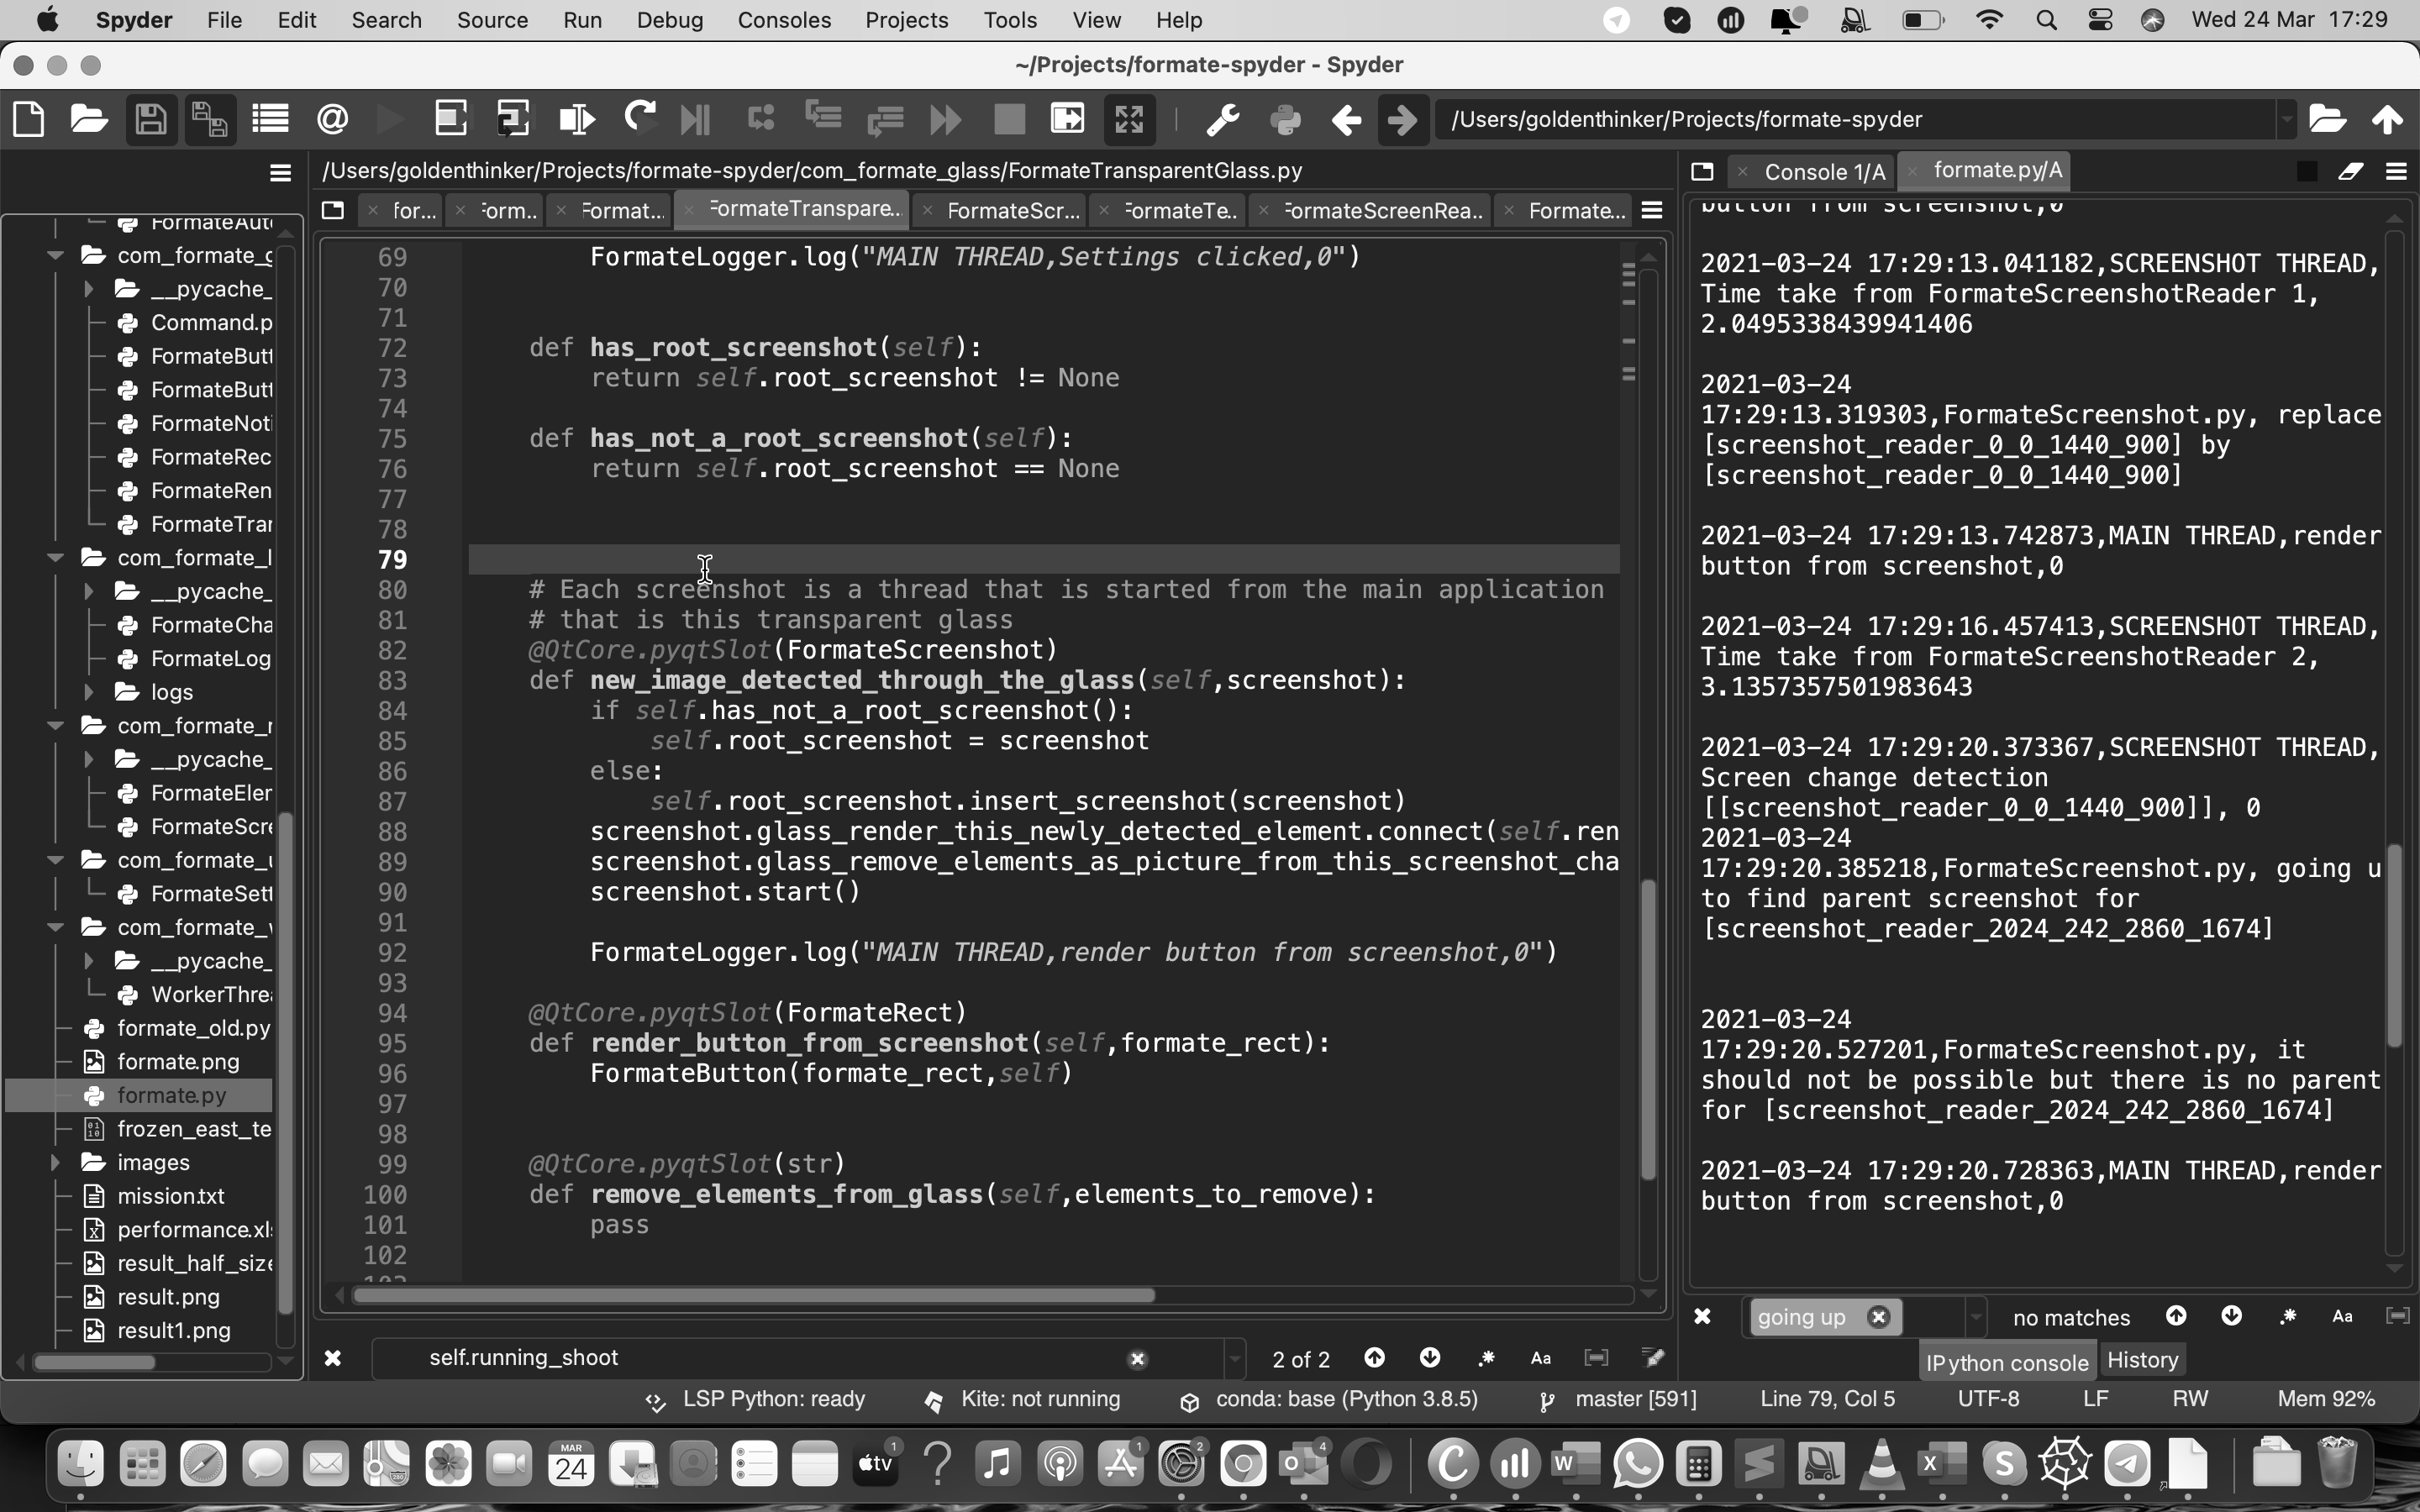 Spyder File Edit Search Source Run Debug Consoles Projects Tools View Help Wed 24 Mar 17:29
~/Projects/formate-spyder - Spyder
/Users/goldenthinker/Projects/formate-spyder
/Users/goldenthinker/Projects/formate-spyder/com_formate_glass/FormateTransparentGlass.py
for... Form... Format... FormateTranspare... FormateScr... FormateTe... FormateScreenRea... Formate...
Console 1/A formate.py/A
FormateAut
com_formate_g
__pycache_
Command.p
FormateButt
FormateButt
FormateNoti
FormateRec
FormateRen
FormateTrar
com_formate_l
__pycache_
FormateCha
FormateLog
logs
com_formate_r
__pycache_
FormateElen
FormateScre
com_formate_u
FormateSett
com_formate_w
__pycache_
WorkerThrea
formate_old.py
formate.png
formate.py
frozen_east_te
images
mission.txt
performance.xls
result_half_size
result.png
result1.png
69 FormateLogger.log("MAIN THREAD,Settings clicked,0")
70
71
72 def has_root_screenshot(self):
73 return self.root_screenshot != None
74
75 def has_not_a_root_screenshot(self):
76 return self.root_screenshot == None
77
78
79
80 # Each screenshot is a thread that is started from the main application
81 # that is this transparent glass
82 @QtCore.pyqtSlot(FormateScreenshot)
83 def new_image_detected_through_the_glass(self,screenshot):
84 if self.has_not_a_root_screenshot():
85 self.root_screenshot = screenshot
86 else:
87 self.root_screenshot.insert_screenshot(screenshot)
88 screenshot.glass_render_this_newly_detected_element.connect(self.ren
89 screenshot.glass_remove_elements_as_picture_from_this_screenshot_cha
90 screenshot.start()
91
92 FormateLogger.log("MAIN THREAD,render button from screenshot,0")
93
94 @QtCore.pyqtSlot(FormateRect)
95 def render_button_from_screenshot(self,formate_rect):
96 FormateButton(formate_rect,self)
97
98
99 @QtCore.pyqtSlot(str)
100 def remove_elements_from_glass(self,elements_to_remove):
101 pass
102
103
button from screenshot,0
2021-03-24 17:29:13.041182,SCREENSHOT THREAD,
Time take from FormateScreenshotReader 1,
2.0495338439941406
2021-03-24
17:29:13.319303,FormateScreenshot.py, replace
[screenshot_reader_0_0_1440_900] by
[screenshot_reader_0_0_1440_900]
2021-03-24 17:29:13.742873,MAIN THREAD,render
button from screenshot,0
2021-03-24 17:29:16.457413,SCREENSHOT THREAD,
Time take from FormateScreenshotReader 2,
3.1357357501983643
2021-03-24 17:29:20.373367,SCREENSHOT THREAD,
Screen change detection
[[screenshot_reader_0_0_1440_900]], 0
2021-03-24
17:29:20.385218,FormateScreenshot.py, going u
to find parent screenshot for
[screenshot_reader_2024_242_2860_1674]
2021-03-24
17:29:20.527201,FormateScreenshot.py, it
should not be possible but there is no parent
for [screenshot_reader_2024_242_2860_1674]
2021-03-24 17:29:20.728363,MAIN THREAD,render
button from screenshot,0
going up no matches Aa
IPython console History
self.running_shoot 2 of 2 Aa
LSP Python: ready Kite: not running conda: base (Python 3.8.5) master [591] Line 79, Col 5 UTF-8 LF RW Mem 92%
MAR
24
tv 1 1 2 4